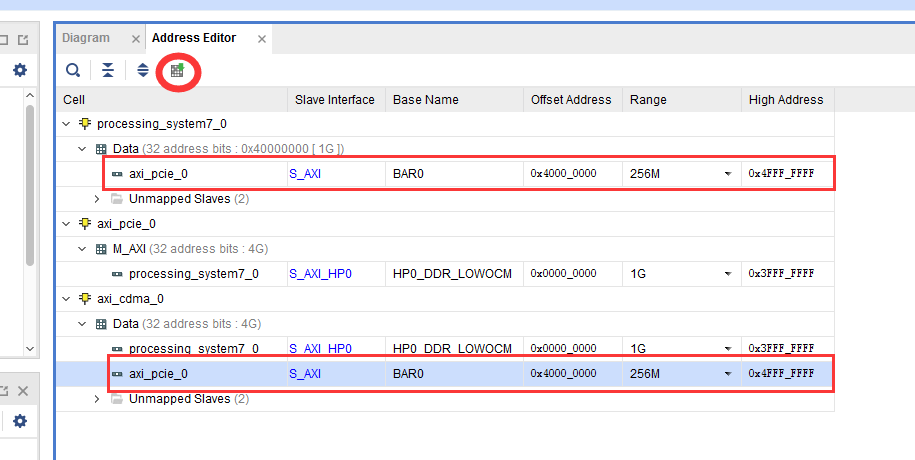 Diagram Address Editor
Cell Slave Interface Base Name Offset Address Range High Address
processing_system7_0
Data (32 address bits : 0x40000000 [ 1G ])
axi_pcie_0 S_AXI BAR0 0x4000_0000 256M 0x4FFF_FFFF
Unmapped Slaves (2)
axi_pcie_0
M_AXI (32 address bits : 4G)
processing_system7_0 S_AXI_HP0 HP0_DDR_LOWOCM 0x0000_0000 1G 0x3FFF_FFFF
axi_cdma_0
Data (32 address bits : 4G)
processing_system7_0 S_AXI_HP0 HP0_DDR_LOWOCM 0x0000_0000 1G 0x3FFF_FFFF
axi_pcie_0 S_AXI BAR0 0x4000_0000 256M 0x4FFF_FFFF
Unmapped Slaves (2)